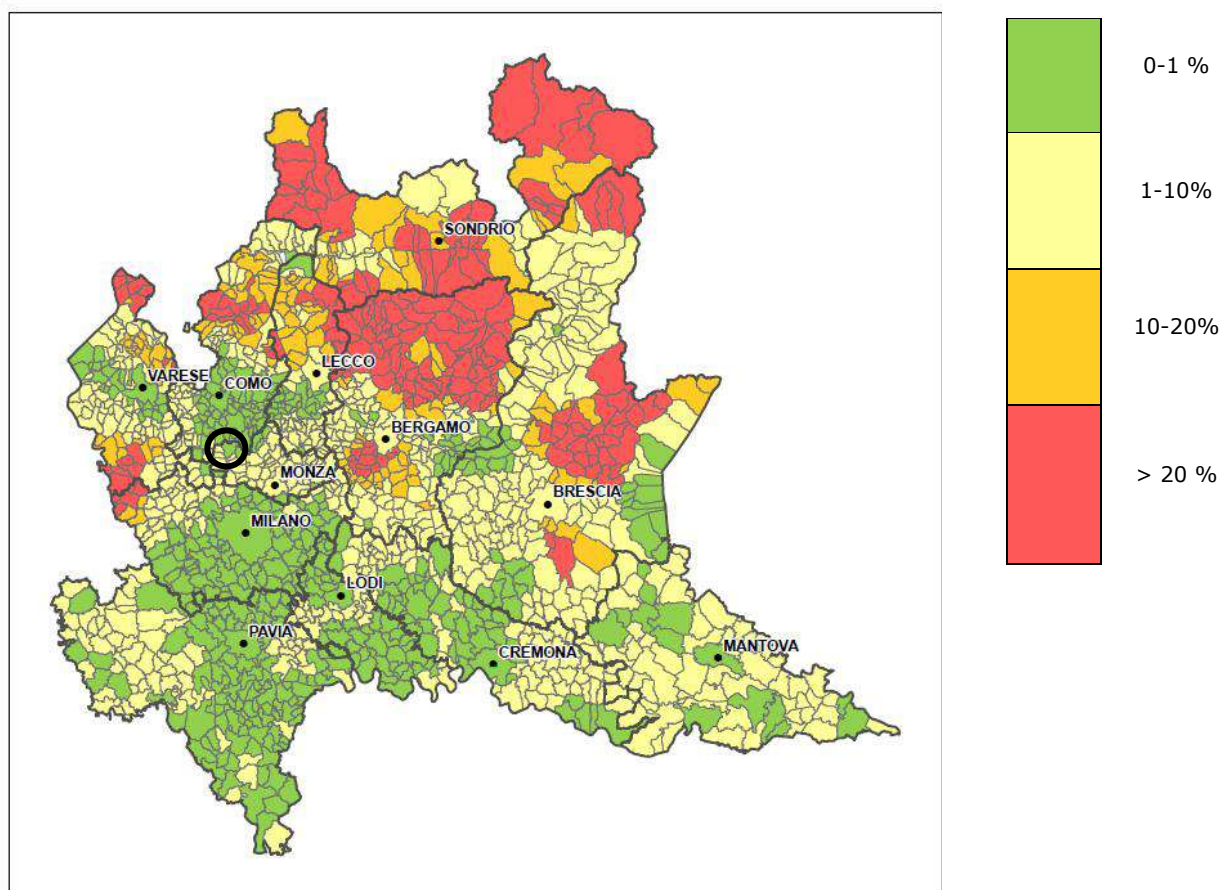 0-1 %
1-10%
SONDRIO
10-20%
LECCO
VARESE
COMO
BERGAMO
MONZA
> 20 %
BRESCIA
MILANO
LODI
PAVIA
CREMONA
MANTOVA